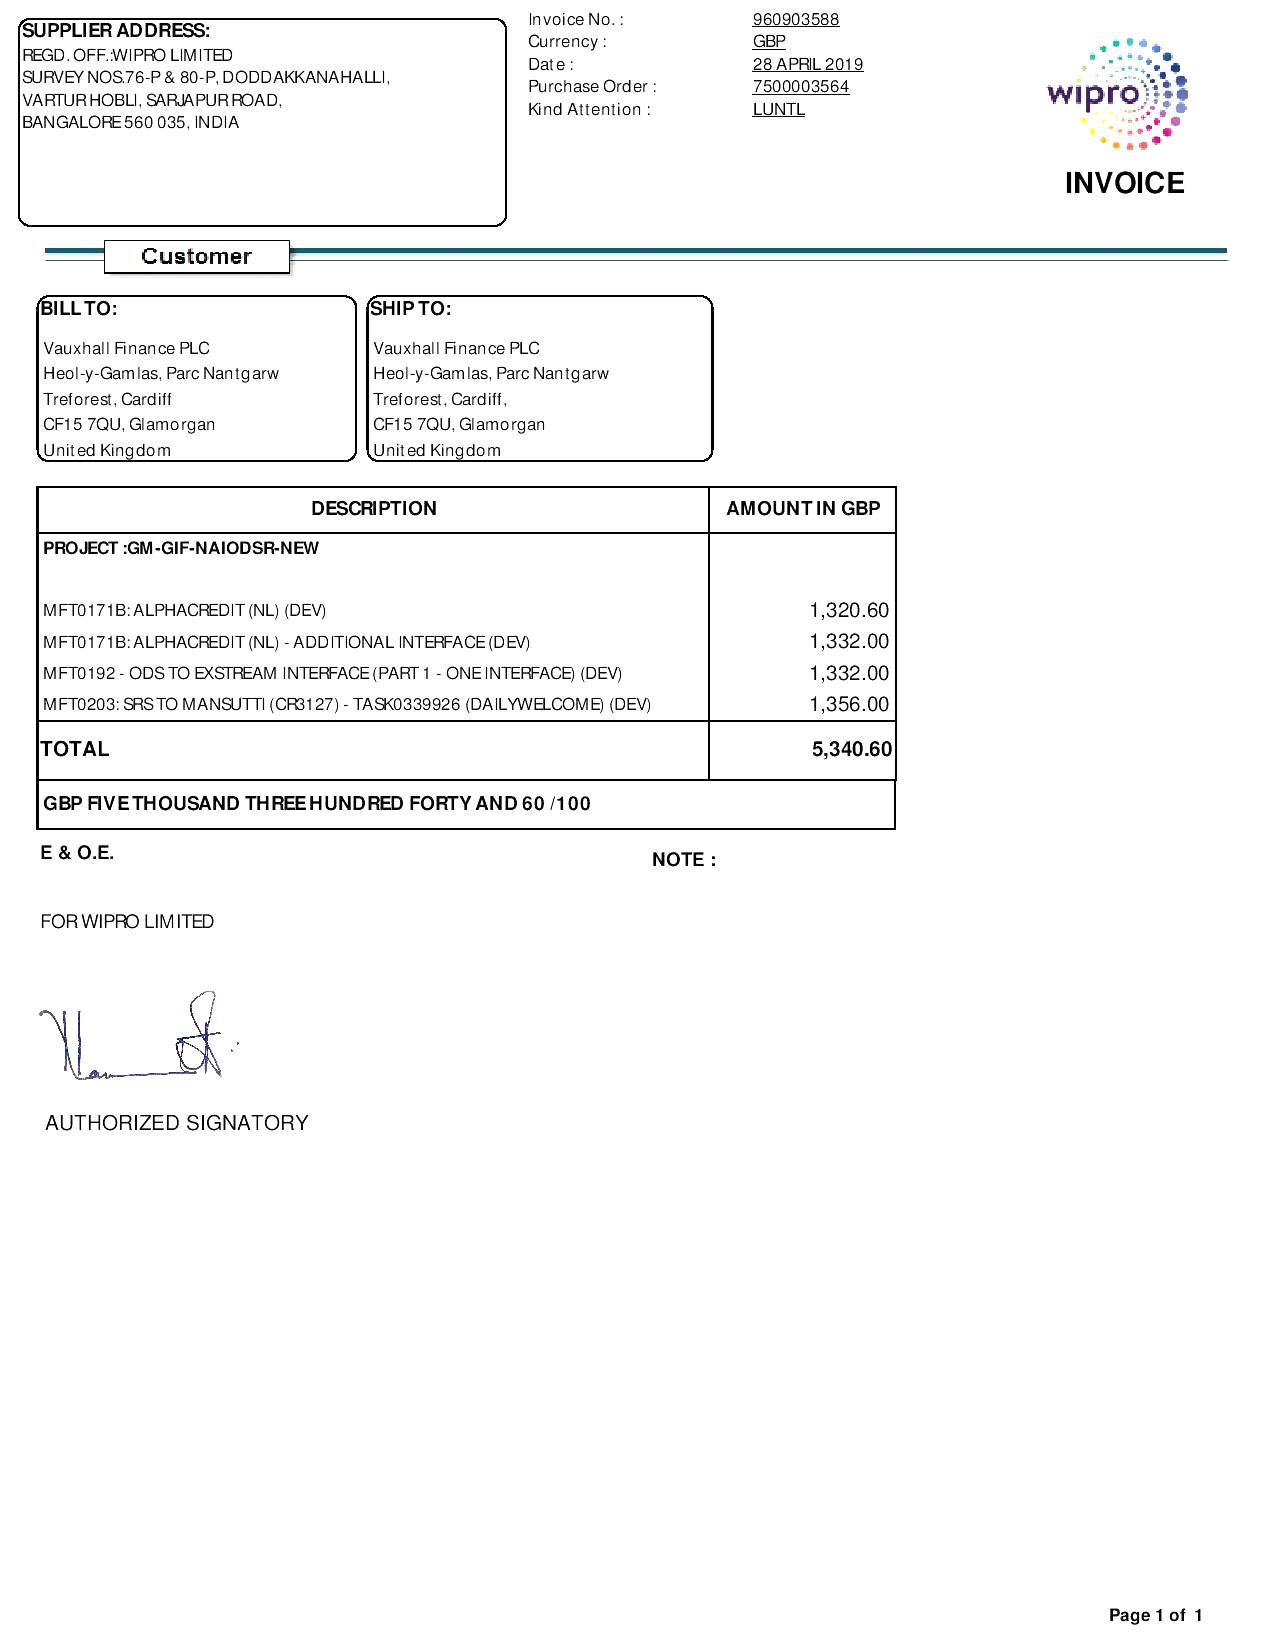 SUPPLIER ADDRESS:
REGD. OFF.:WIPRO LIMITED
SURVEY NOS.76-P & 80-P, DODDAKKANAHALLI,
VARTUR HOBLI, SARJAPUR ROAD,
BANGALORE 560 035, INDIA
Invoice No. : 960903588
Currency : GBP
Date : 28 APRIL 2019
Purchase Order : 7500003564
Kind Attention : LUNTL
wipro
INVOICE
Customer
BILL TO:
Vauxhall Finance PLC
Heol-y-Gamlas, Parc Nantgarw
Treforest, Cardiff
CF15 7QU, Glamorgan
United Kingdom
SHIP TO:
Vauxhall Finance PLC
Heol-y-Gamlas, Parc Nantgarw
Treforest, Cardiff,
CF15 7QU, Glamorgan
United Kingdom
DESCRIPTION AMOUNT IN GBP
PROJECT :GM-GIF-NAIODSR-NEW
MFT0171B: ALPHACREDIT (NL) (DEV) 1,320.60
MFT0171B: ALPHACREDIT (NL) - ADDITIONAL INTERFACE (DEV) 1,332.00
MFT0192 - ODS TO EXSTREAM INTERFACE (PART 1 - ONE INTERFACE) (DEV) 1,332.00
MFT0203: SRS TO MANSUTTI (CR3127) - TASK0339926 (DAILYWELCOME) (DEV) 1,356.00
TOTAL 5,340.60
GBP FIVE THOUSAND THREE HUNDRED FORTY AND 60 /100
E & O.E.
NOTE :
FOR WIPRO LIMITED
AUTHORIZED SIGNATORY
Page 1 of 1